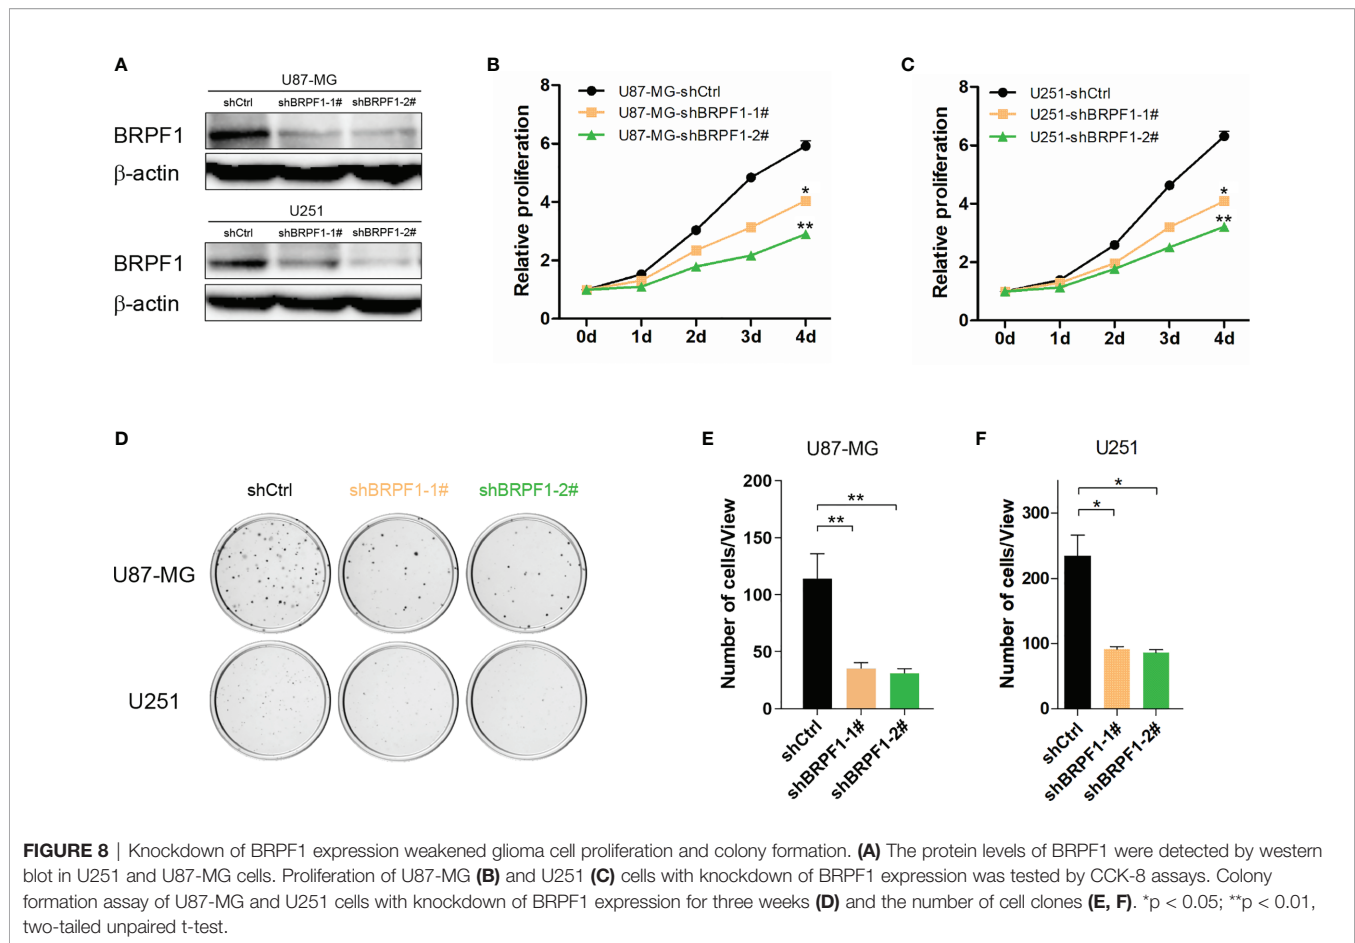 A
U87-MG
shCtrl shBRPF1-1# shBRPF1-2#
BRPF1
β-actin
U251
shCtrl shBRPF1-1# shBRPF1-2#
BRPF1
β-actin
B
Relative proliferation
8
6
4
2
0
U87-MG-shCtrl
U87-MG-shBRPF1-1#
U87-MG-shBRPF1-2#
*
**
0d 1d 2d 3d 4d
C
Relative proliferation
8
6
4
2
0
U251-shCtrl
U251-shBRPF1-1#
U251-shBRPF1-2#
*
**
0d 1d 2d 3d 4d
D
shCtrl shBRPF1-1# shBRPF1-2#
U87-MG
U251
E
U87-MG
Number of cells/View
200
150
100
50
0
**
**
shCtrl
shBRPF1-1#
shBRPF1-2#
F
U251
Number of cells/View
300
200
100
0
*
*
shCtrl
shBRPF1-1#
shBRPF1-2#
FIGURE 8 | Knockdown of BRPF1 expression weakened glioma cell proliferation and colony formation. (A) The protein levels of BRPF1 were detected by western
blot in U251 and U87-MG cells. Proliferation of U87-MG (B) and U251 (C) cells with knockdown of BRPF1 expression was tested by CCK-8 assays. Colony
formation assay of U87-MG and U251 cells with knockdown of BRPF1 expression for three weeks (D) and the number of cell clones (E, F). *p < 0.05; **p < 0.01,
two-tailed unpaired t-test.